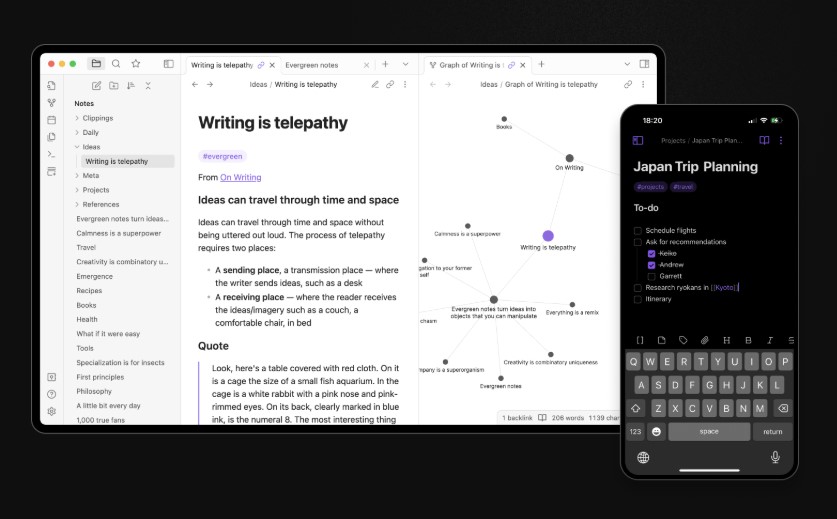 Writing is telepathy
Evergreen notes
Graph of Writing is t
Notes
Clippings
Daily
Ideas
Writing is telepathy
Meta
Projects
References
Evergreen notes turn ideas...
Calmness is a superpower
Travel
Creativity is combinatory u...
Emergence
Recipes
Books
Health
What if it were easy
Tools
Specialization is for insects
First principles
Philosophy
A little bit every day
1,000 true fans
Ideas / Writing is telepathy
Writing is telepathy
#evergreen
From On Writing
Ideas can travel through time and space
Ideas can travel through time and space without
being uttered out loud. The process of telepathy
requires two places:
• A sending place, a transmission place — where
the writer sends ideas, such as a desk
• A receiving place — where the reader receives
the ideas/imagery such as a couch, a
comfortable chair, in bed
Quote
Look, here's a table covered with red cloth. On it
is a cage the size of a small fish aquarium. In the
cage is a white rabbit with a pink nose and pink-
rimmed eyes. On its back, clearly marked in blue
ink, is the numeral 8. The most interesting thing
Ideas / Graph of Writing is telepathy
Books
On Writing
Calmness is a superpower
Writing is telepathy
gation to your former
self
Evergreen notes turn ideas into
objects that you can manipulate
Everything is a remix
chasm
Creativity is combinatory uniqueness
mpany is a superorganism
Evergreen notes
1 backlink 206 words 1139 char
18:20
Projects / Japan Trip Plan...
Japan Trip Planning
#projects #travel
To-do
Schedule flights
Ask for recommendations
Keiko
Andrew
Garrett
Research ryokans in [[Kyoto]]
Itinerary
[] H B I
Q W E R T Y U I O P
A S D F G H J K L
Z X C V B N M
123 space return